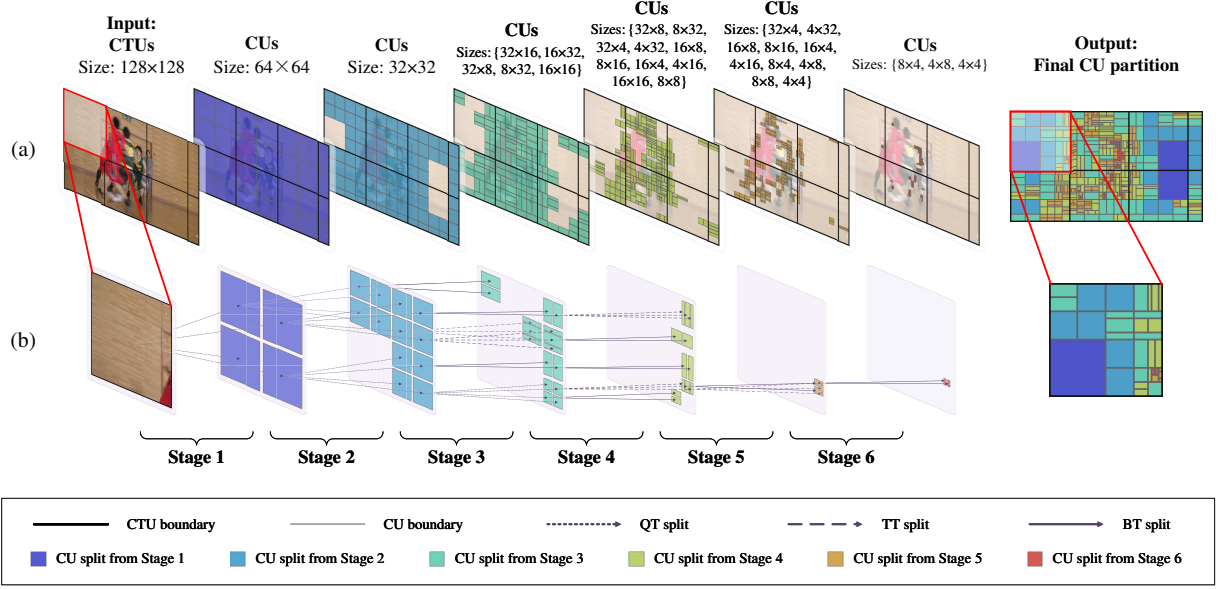 Input:
CTUs
Size: 128×128
CUs
Size: 64×64
CUs
Size: 32×32
CUs
Sizes: {32×16, 16×32,
32×8, 8×32, 16×16}
CUs
Sizes: {32×8, 8×32,
32×4, 4×32, 16×8,
8×16, 16×4, 4×16,
16×16, 8×8}
CUs
Sizes: {32×4, 4×32,
16×8, 8×16, 16×4,
4×16, 8×4, 4×8,
8×8, 4×4}
CUs
Sizes: {8×4, 4×8, 4×4}
Output:
Final CU partition
(a)
(b)
Stage 1 Stage 2 Stage 3 Stage 4 Stage 5 Stage 6
CTU boundary CU boundary QT split TT split BT split
CU split from Stage 1 CU split from Stage 2 CU split from Stage 3 CU split from Stage 4 CU split from Stage 5 CU split from Stage 6